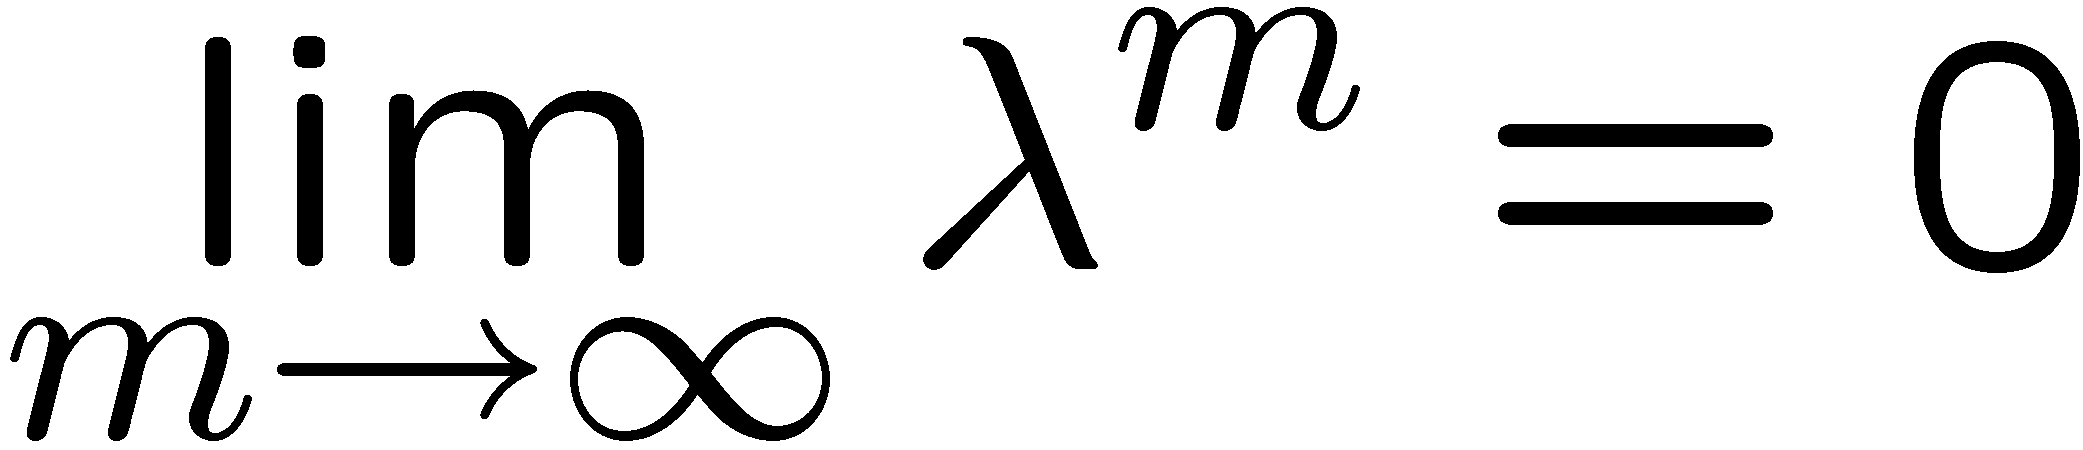 lim λ^m = 0
m→∞